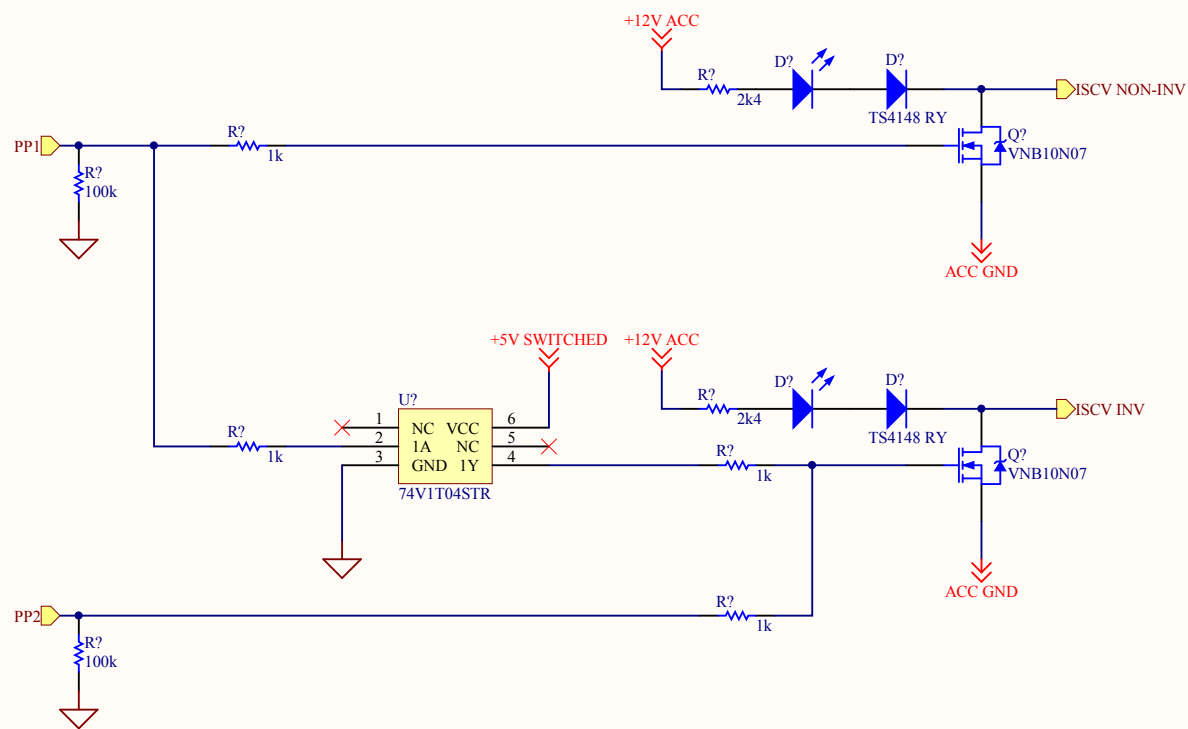 +12V ACC
R?
2k4
D?
D?
TS4148 RY
ISCV NON-INV
PP1
R?
1k
Q?
VNB10N07
R?
100k
ACC GND
+5V SWITCHED
+12V ACC
R?
2k4
D?
D?
TS4148 RY
ISCV INV
U?
1
NC
VCC
6
2
1A
NC
5
3
GND
1Y
4
74V1T04STR
R?
1k
R?
1k
Q?
VNB10N07
ACC GND
PP2
R?
1k
R?
100k